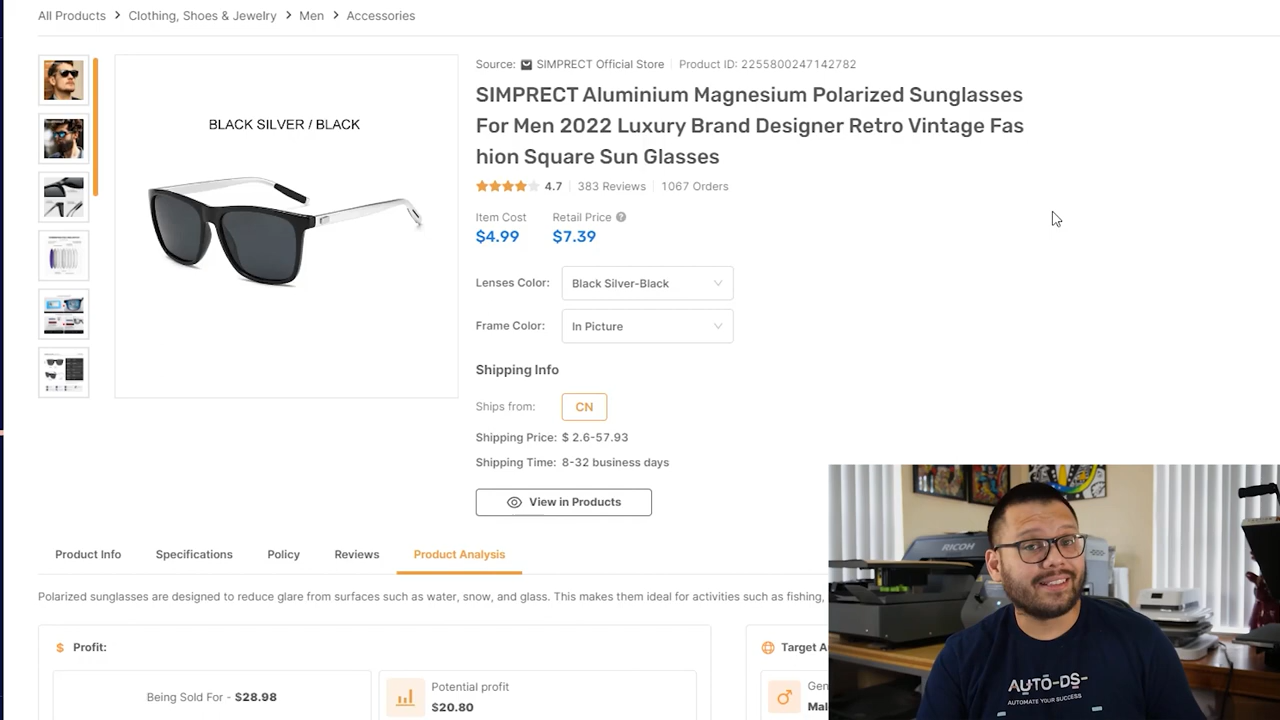 All Products > Clothing, Shoes & Jewelry > Men > Accessories
BLACK SILVER / BLACK
Source: SIMPRECT Official Store Product ID: 2255800247142782
SIMPRECT Aluminium Magnesium Polarized Sunglasses
For Men 2022 Luxury Brand Designer Retro Vintage Fas
hion Square Sun Glasses
4.7 383 Reviews 1067 Orders
Item Cost Retail Price ?
$4.99 $7.39
Lenses Color: Black Silver-Black
Frame Color: In Picture
Shipping Info
Ships from: CN
Shipping Price: $ 2.6-57.93
Shipping Time: 8-32 business days
View in Products
Product Info Specifications Policy Reviews Product Analysis
Polarized sunglasses are designed to reduce glare from surfaces such as water, snow, and glass. This makes them ideal for activities such as fishing,
$ Profit:
Being Sold For - $28.98
Potential profit
$20.80
Target A
Gen
Mal
RICOH
AUTO-DS-
AUTOMATE YOUR SUCCESS